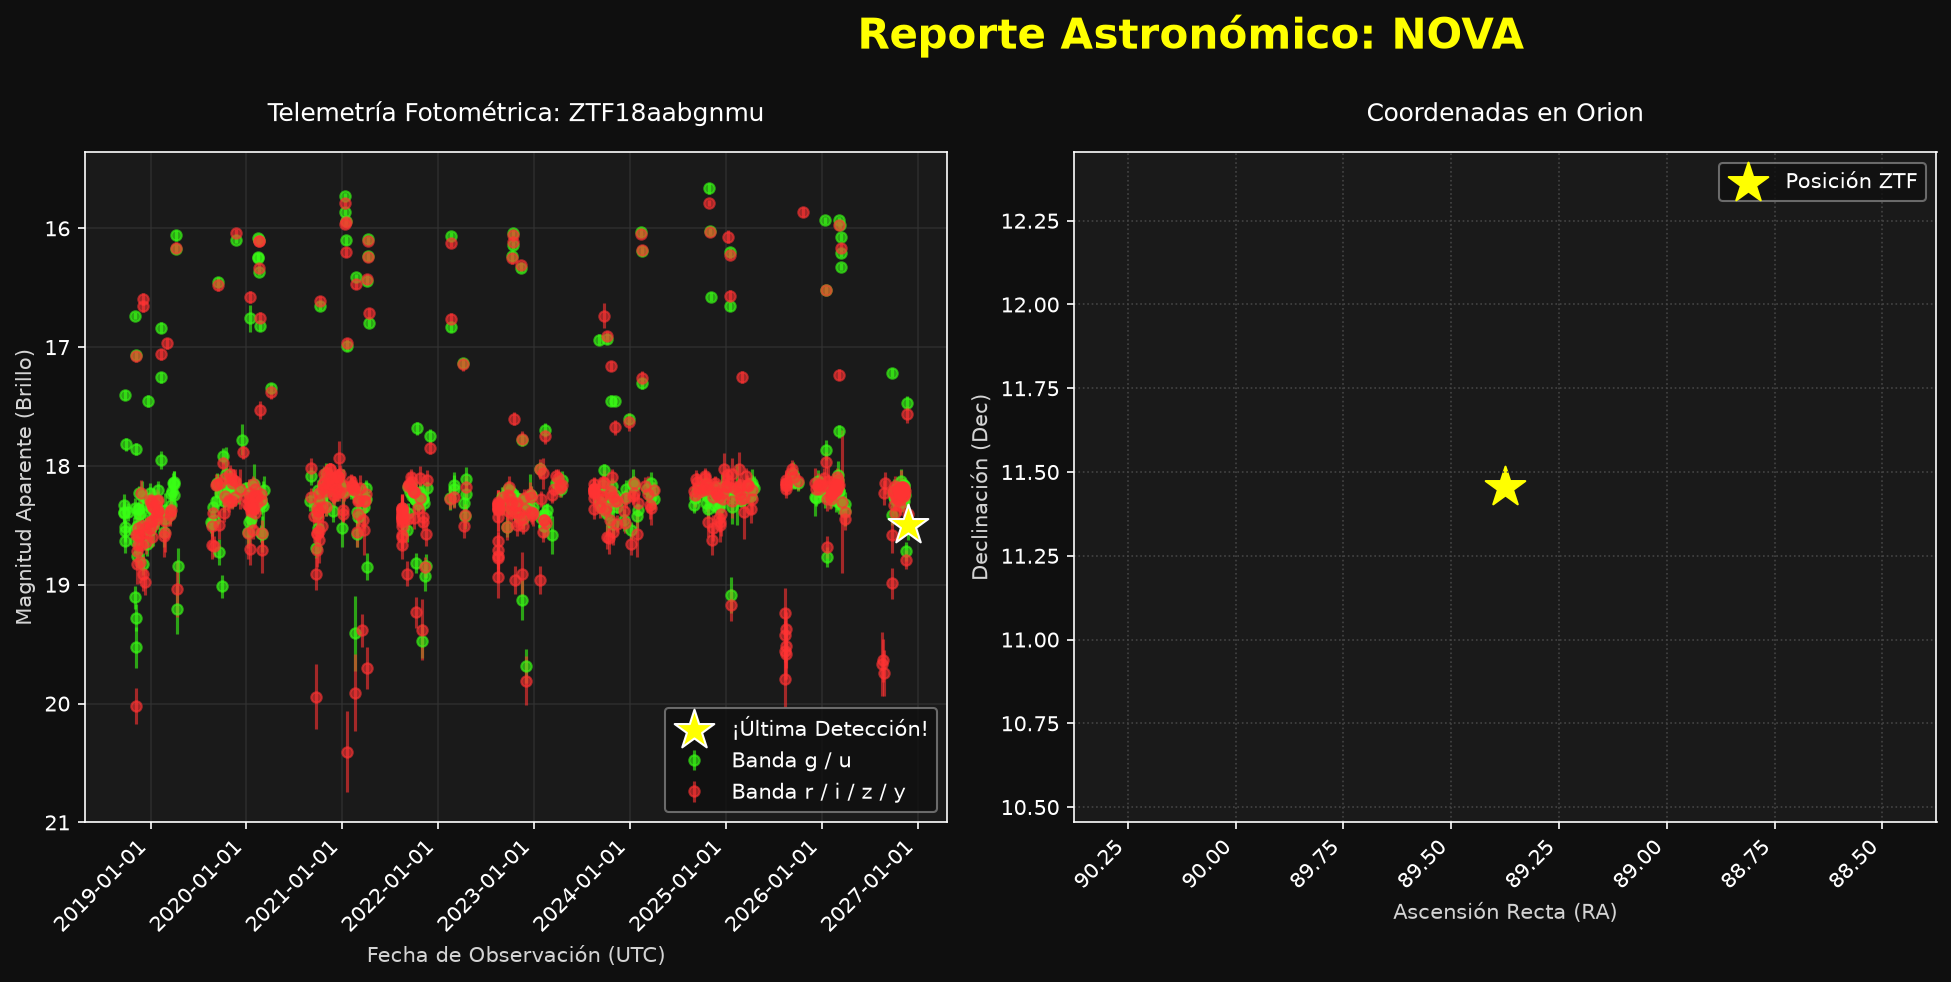 Reporte Astronómico: NOVA
Telemetría Fotométrica: ZTF18aabgnmu
Magnitud Aparente (Brillo)
16
17
18
19
20
21
¡Última Detección!
Banda g / u
Banda r / i / z / y
2019-01-01
2020-01-01
2021-01-01
2022-01-01
2023-01-01
2024-01-01
2025-01-01
2026-01-01
2027-01-01
Fecha de Observación (UTC)
Coordenadas en Orion
Posición ZTF
Declinación (Dec)
12.25
12.00
11.75
11.50
11.25
11.00
10.75
10.50
90.25
90.00
89.75
89.50
89.25
89.00
88.75
88.50
Ascensión Recta (RA)